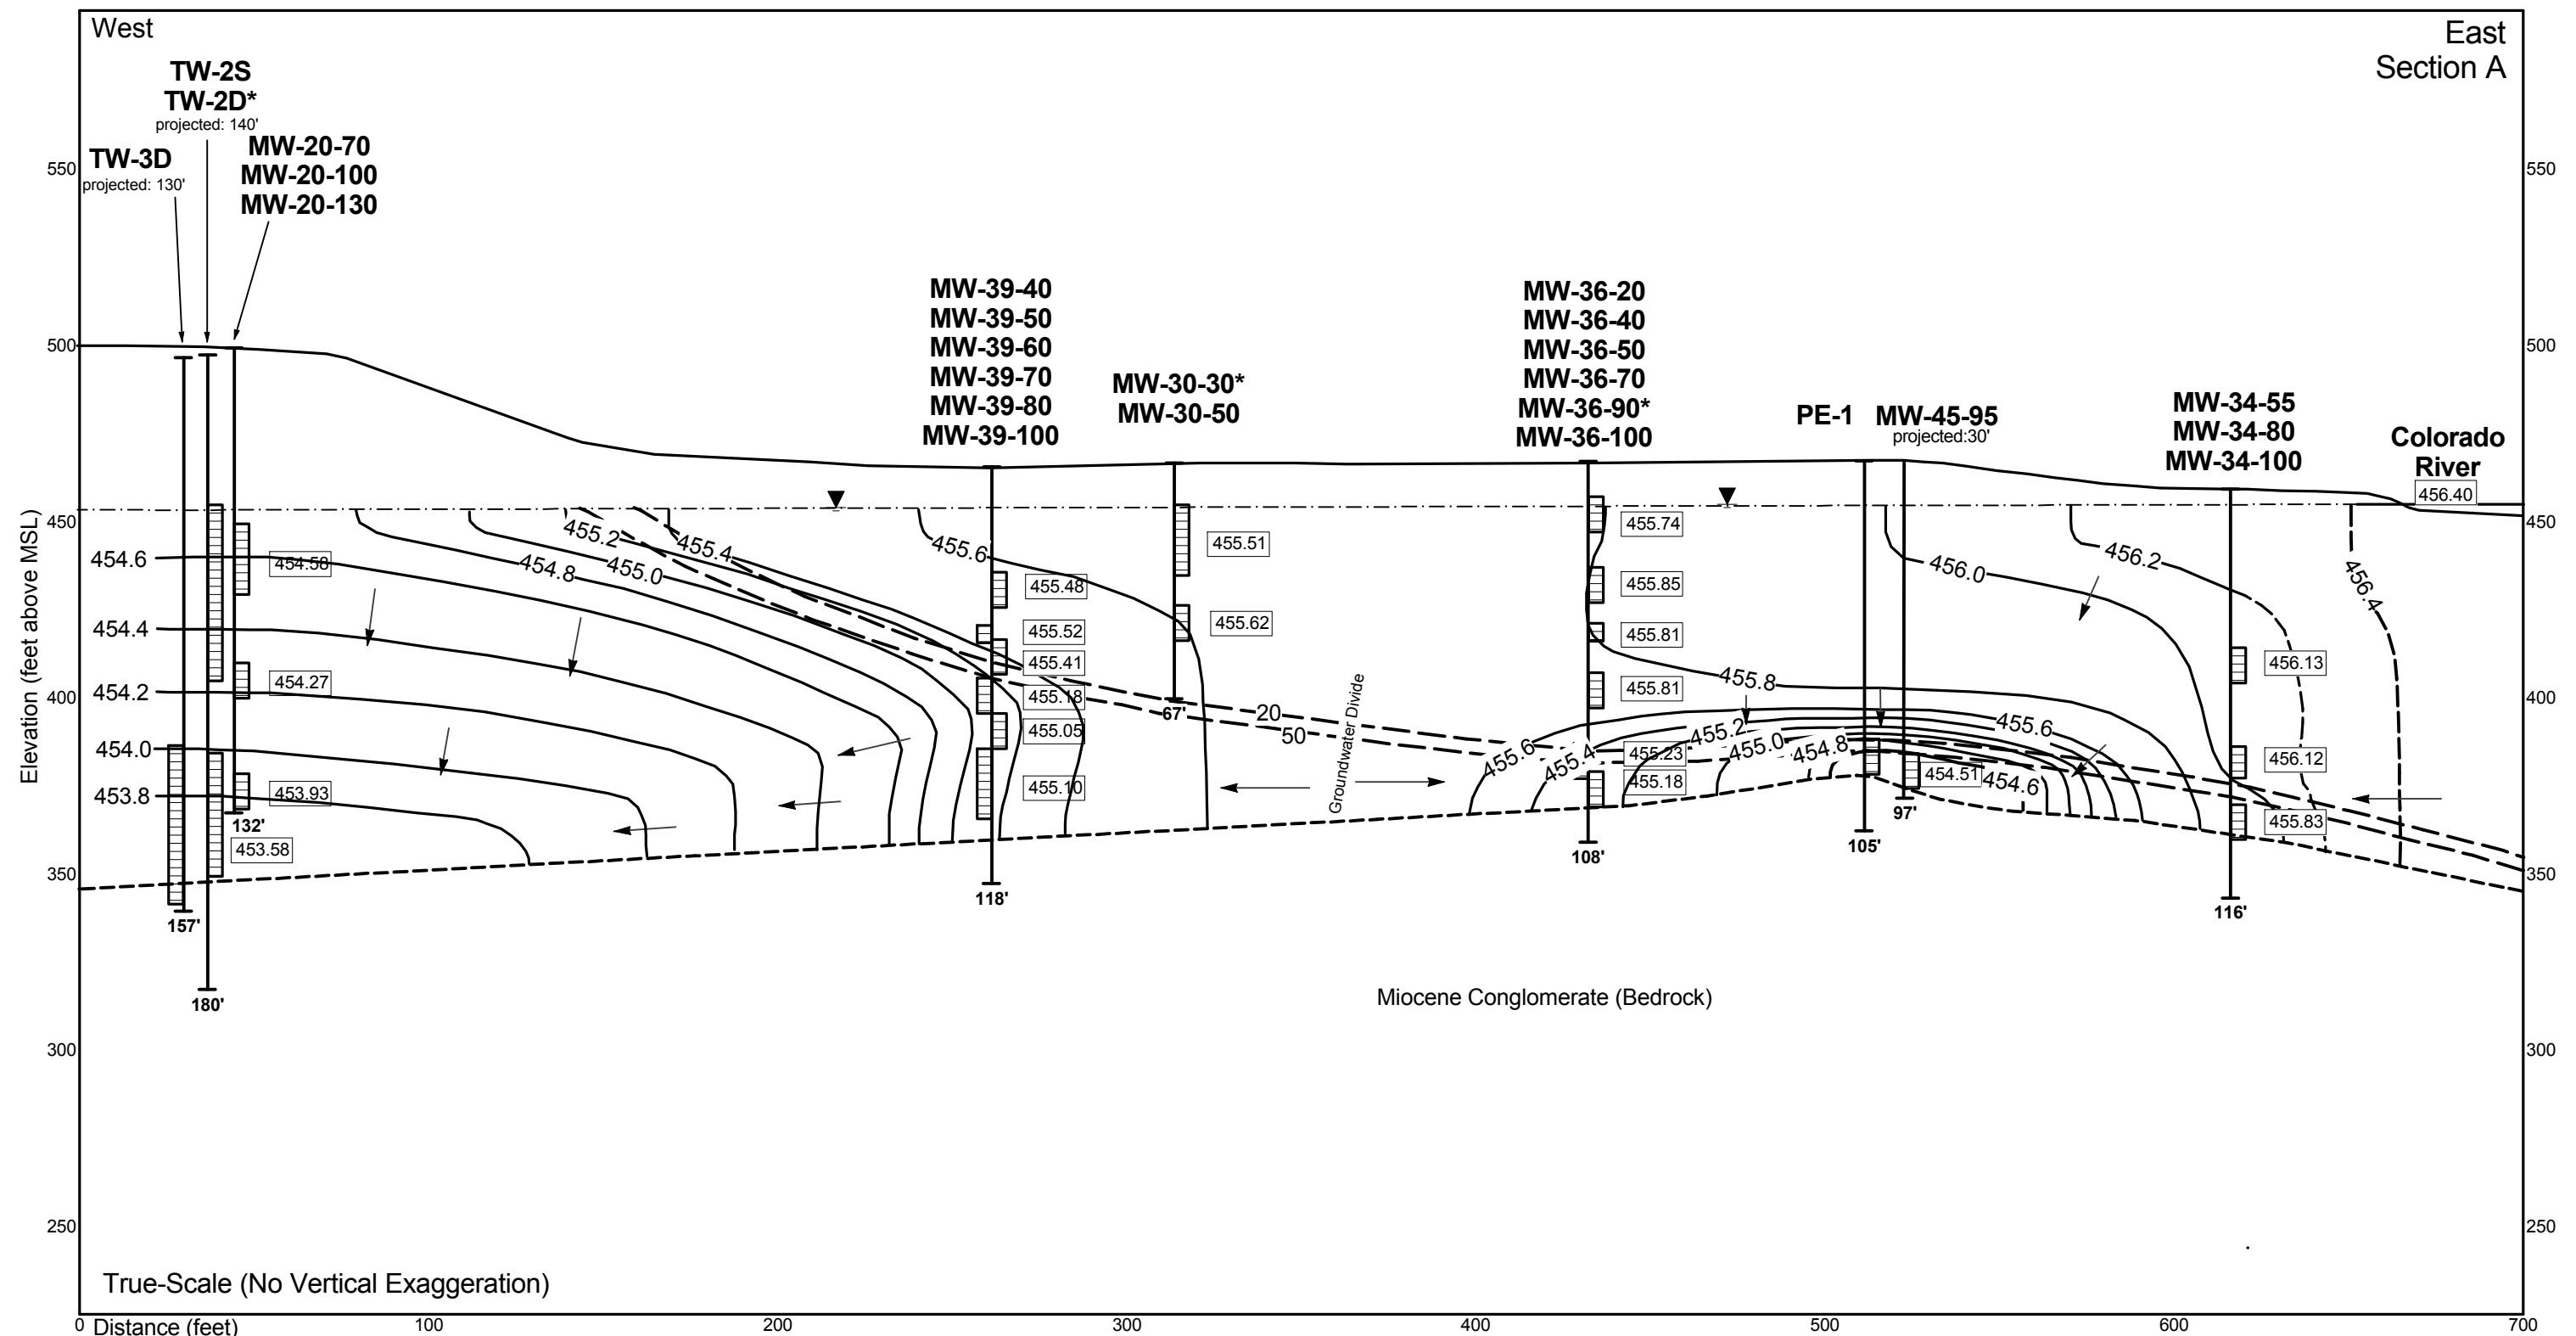 West
East
Section A
TW-2S
TW-2D*
projected: 140'
TW-3D
projected: 130'
MW-20-70
MW-20-100
MW-20-130
MW-39-40
MW-39-50
MW-39-60
MW-39-70
MW-39-80
MW-39-100
MW-30-30*
MW-30-50
MW-36-20
MW-36-40
MW-36-50
MW-36-70
MW-36-90*
MW-36-100
PE-1
MW-45-95
projected:30'
MW-34-55
MW-34-80
MW-34-100
Colorado
River
456.40
550
500
450
400
350
300
250
Elevation (feet above MSL)
550
500
450
400
350
300
250
454.6
454.4
454.2
454.0
453.8
454.58
454.27
453.93
453.58
132'
157'
180'
454.8
455.0
455.2
455.4
455.6
455.48
455.52
455.41
455.18
455.05
455.10
118'
455.51
455.62
67'
20
50
Groundwater Divide
455.74
455.85
455.81
455.81
455.23
455.18
108'
455.8
455.6
455.4
455.2
455.0
454.8
455.6
454.6
454.51
97'
105'
456.0
456.2
456.4
456.13
456.12
455.83
116'
Miocene Conglomerate (Bedrock)
True-Scale (No Vertical Exaggeration)
0
Distance (feet)
100
200
300
400
500
600
700